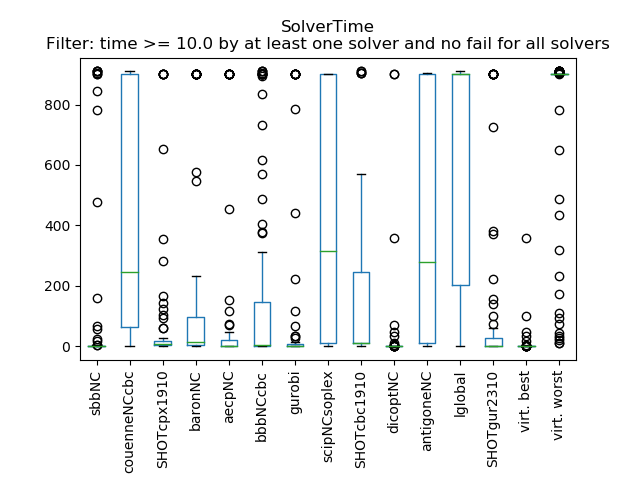 SolverTime
Filter: time >= 10.0 by at least one solver and no fail for all solvers
800
600
400
200
0
sbbNC
couenneNCcbc
SHOTcpx1910
baronNC
aecpNC
bbbNCcbc
gurobi
scipNCsoplex
SHOTcbc1910
dicoptNC
antigoneNC
lglobal
SHOTgur2310
virt. best
virt. worst